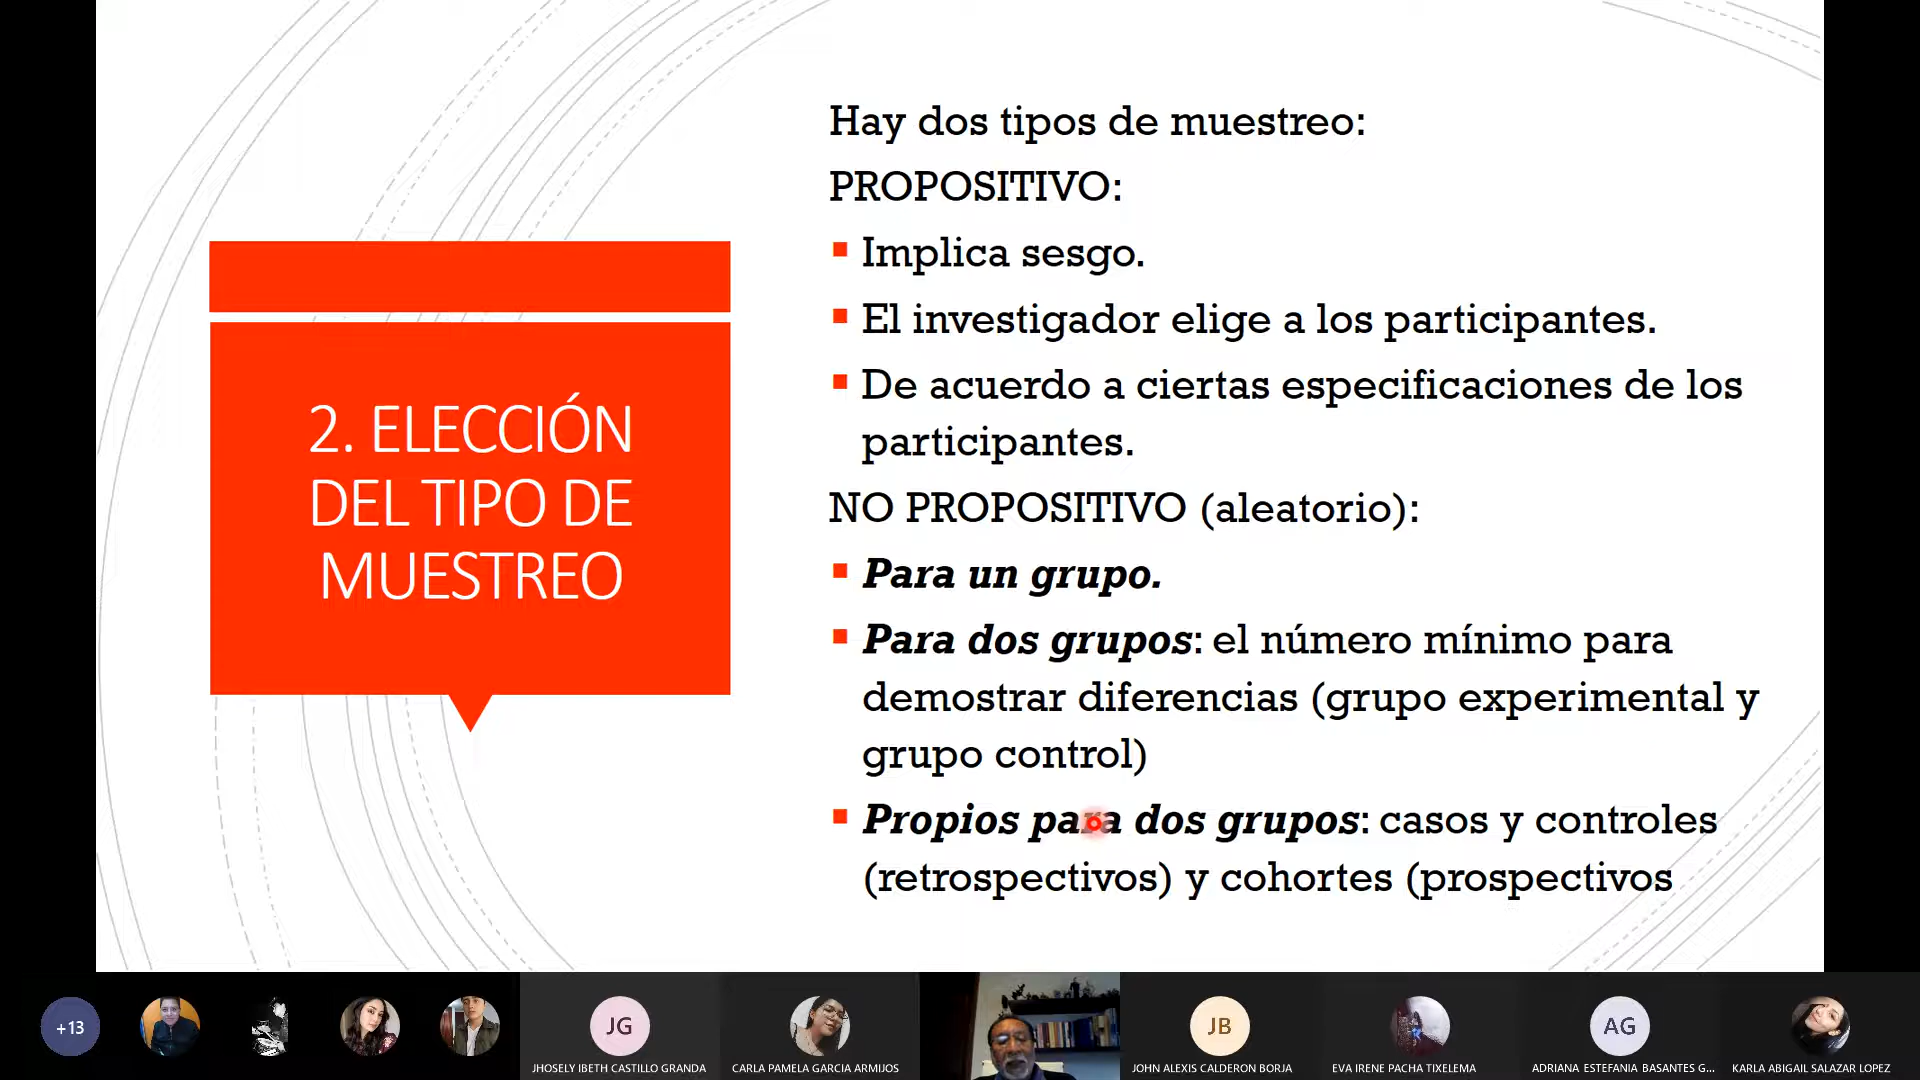 2. ELECCIÓN
DEL TIPO DE
MUESTREO
Hay dos tipos de muestreo:
PROPOSITIVO:
Implica sesgo.
El investigador elige a los participantes.
De acuerdo a ciertas especificaciones de los
participantes.
NO PROPOSITIVO (aleatorio):
Para un grupo.
Para dos grupos: el número mínimo para
demostrar diferencias (grupo experimental y
grupo control)
Propios para dos grupos: casos y controles
(retrospectivos) y cohortes (prospectivos
+13
JG
JHOSELY IBETH CASTILLO GRANDA
CARLA PAMELA GARCIA ARMIJOS
JB
JOHN ALEXIS CALDERON BORJA
EVA IRENE PACHA TIXELEMA
AG
ADRIANA ESTEFANIA BASANTES G...
KARLA ABIGAIL SALAZAR LOPEZ